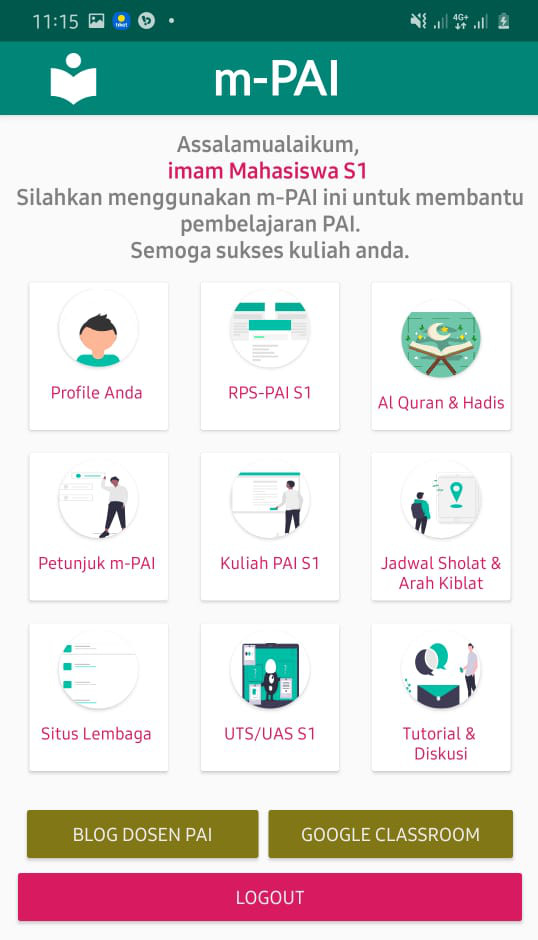 11:15
tiket
4G+
m-PAI
Assalamualaikum,
imam Mahasiswa S1
Silahkan menggunakan m-PAI ini untuk membantu
pembelajaran PAI.
Semoga sukses kuliah anda.
Profile Anda
RPS-PAI S1
Al Quran & Hadis
Petunjuk m-PAI
Kuliah PAI S1
Jadwal Sholat &
Arah Kiblat
Situs Lembaga
UTS/UAS S1
Tutorial &
Diskusi
BLOG DOSEN PAI
GOOGLE CLASSROOM
LOGOUT